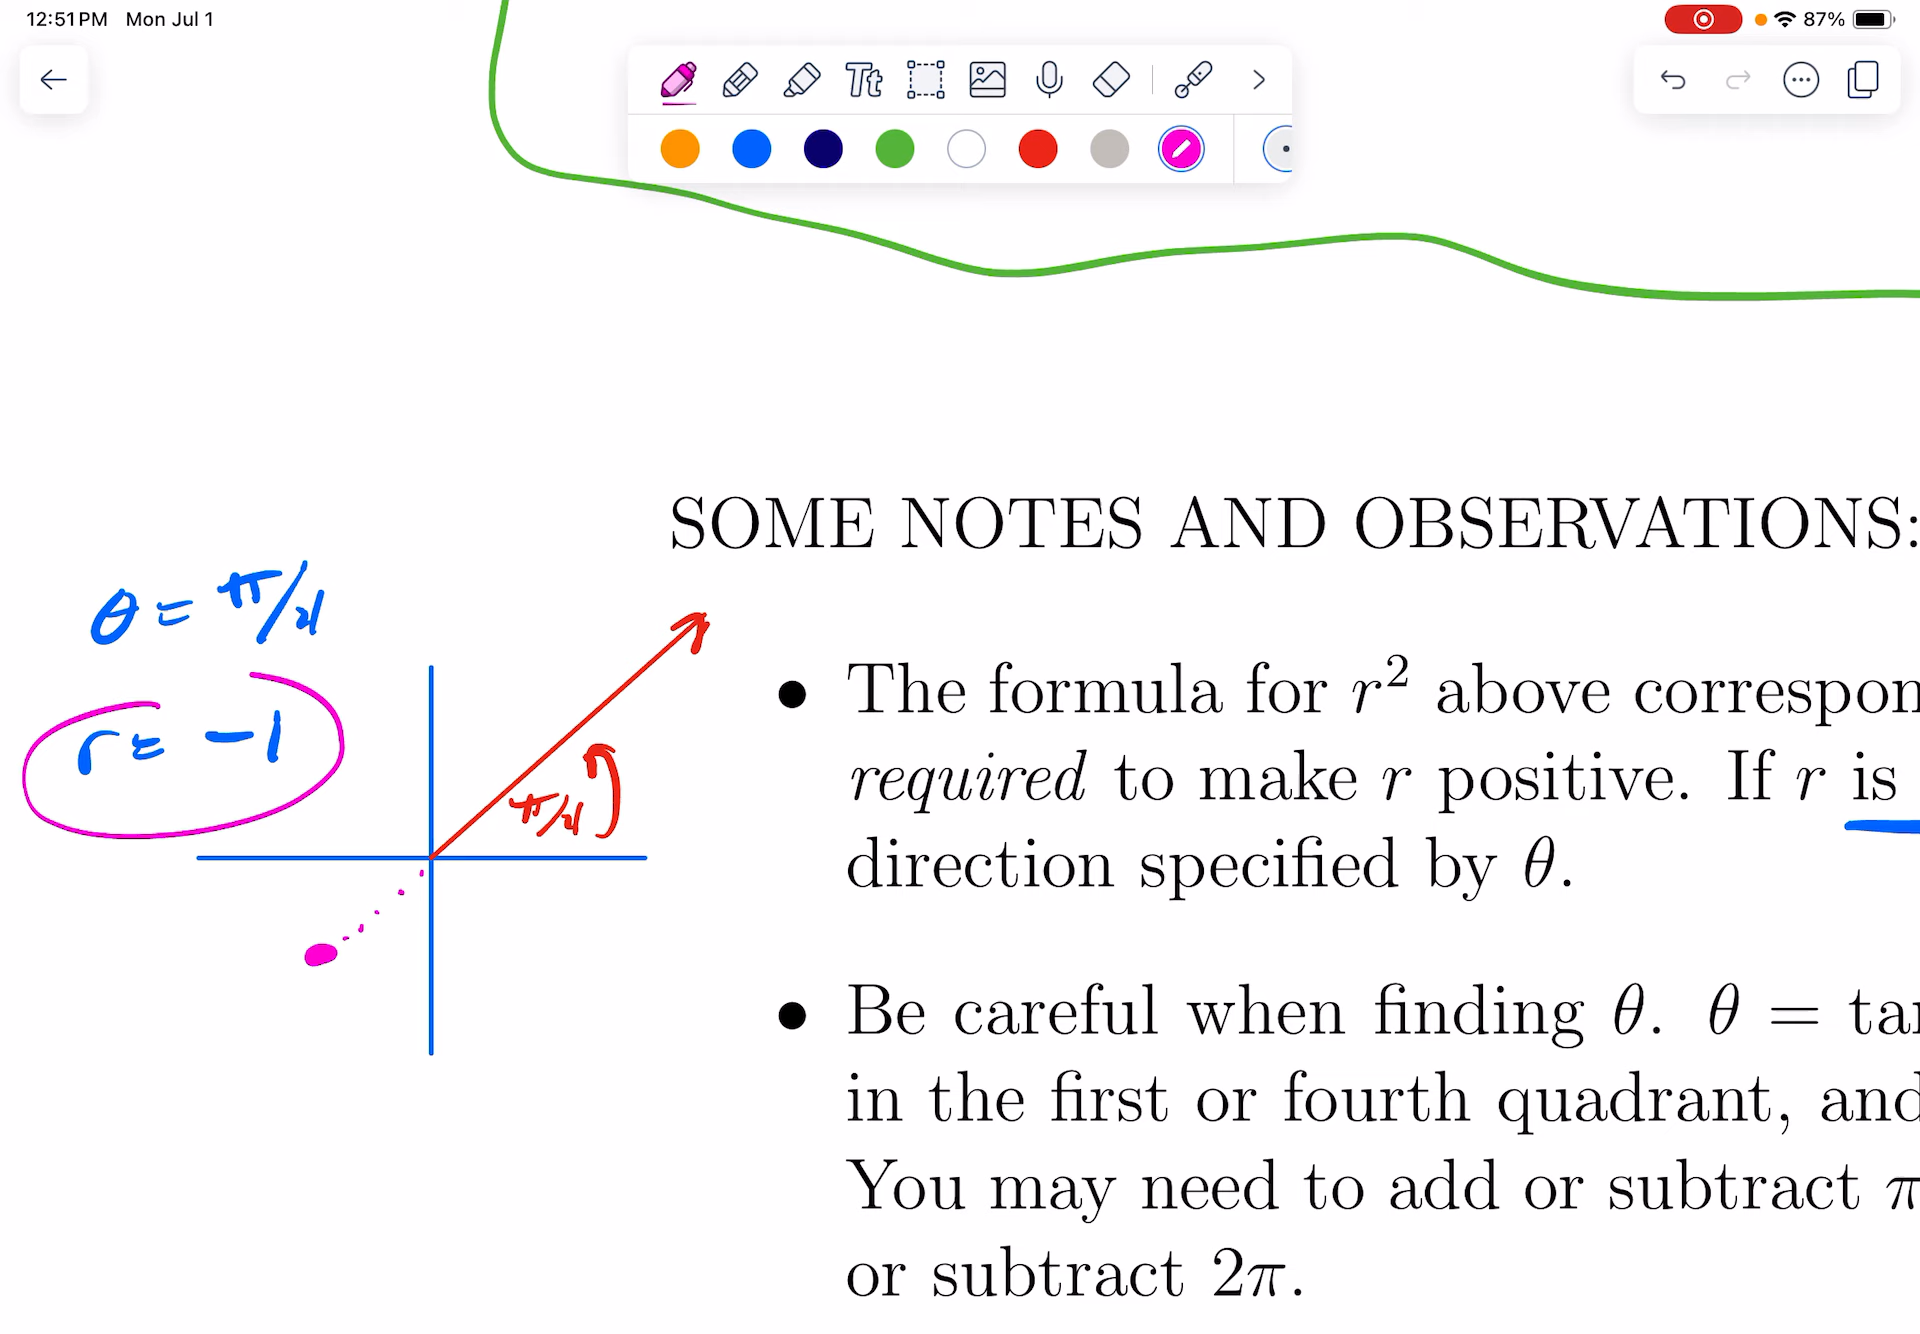 12:51 PM Mon Jul 1
87%
Tt
SOME NOTES AND OBSERVATIONS:
θ = π/4
r = -1
π/4
• The formula for r² above correspon
required to make r positive. If r is
direction specified by θ.
• Be careful when finding θ. θ = tan
in the first or fourth quadrant, and
You may need to add or subtract π
or subtract 2π.